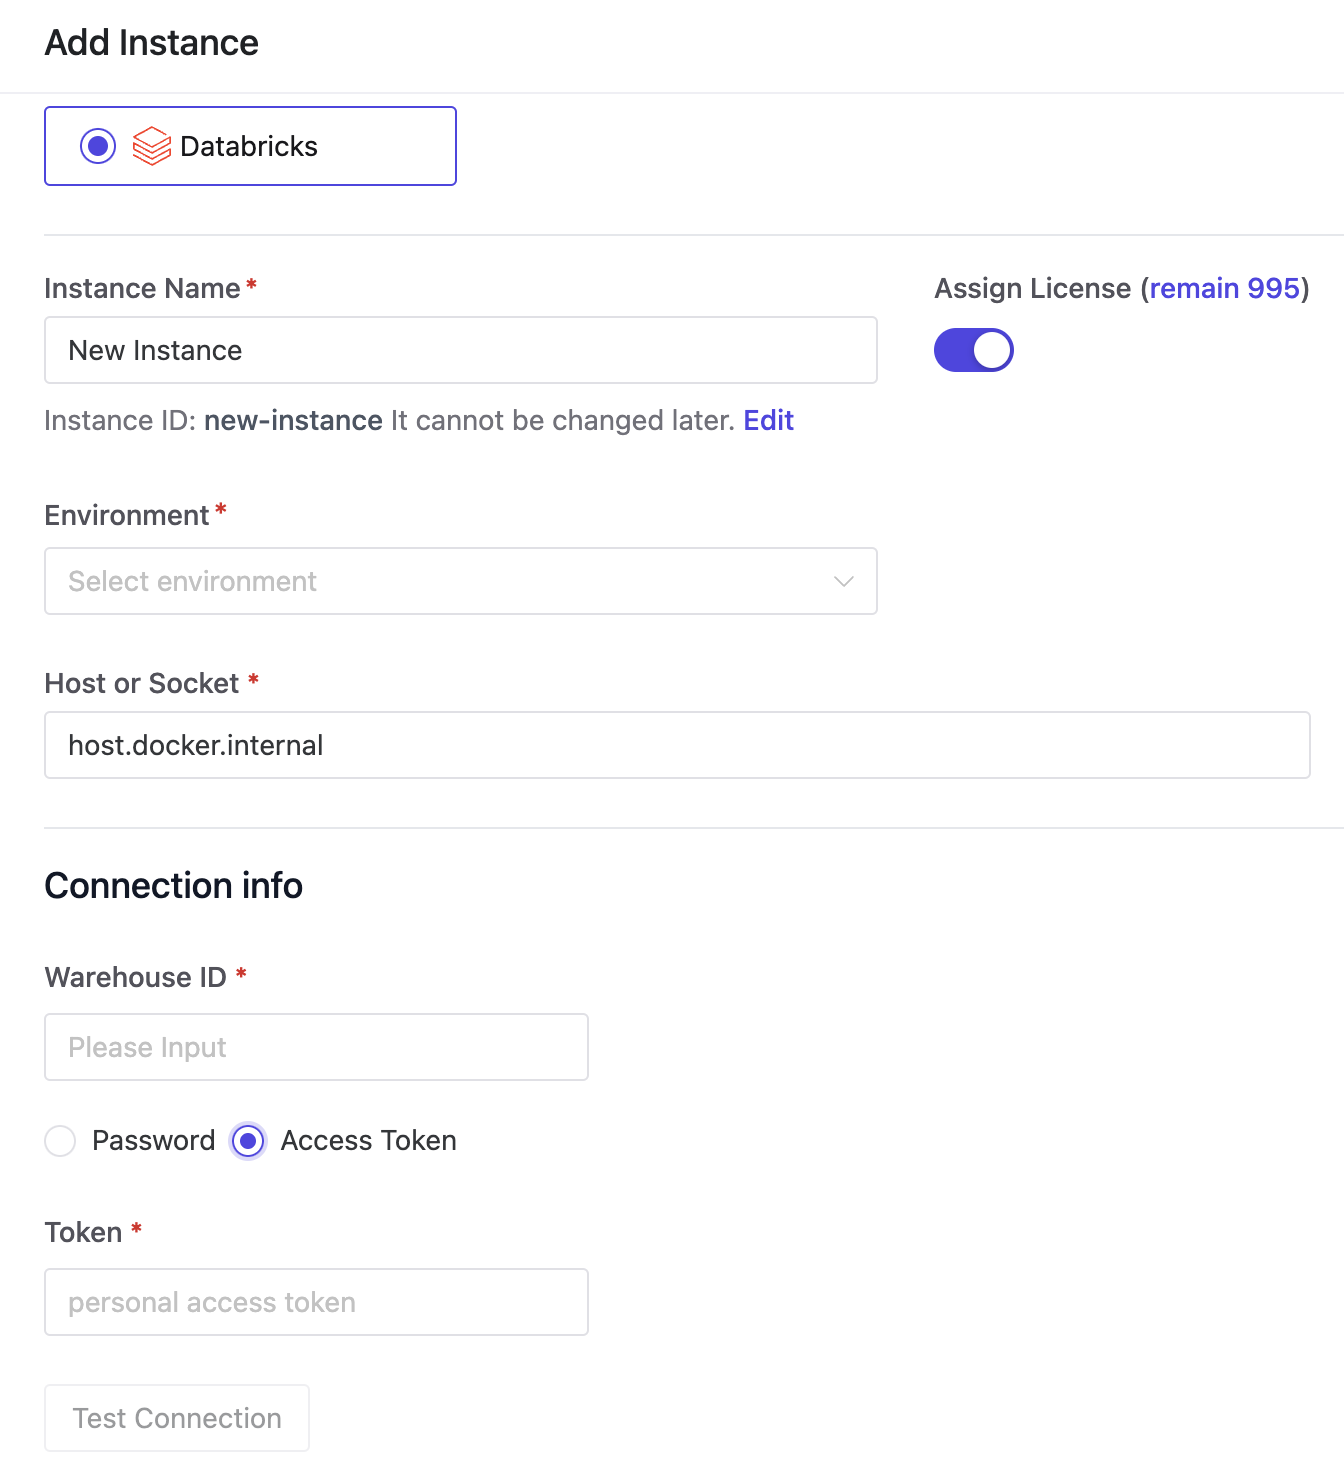 Add Instance
Databricks
Instance Name*
Assign License (remain 995)
New Instance
Instance ID: new-instance It cannot be changed later. Edit
Environment*
Select environment
Host or Socket *
host.docker.internal
Connection info
Warehouse ID *
Please Input
Password Access Token
Token *
personal access token
Test Connection